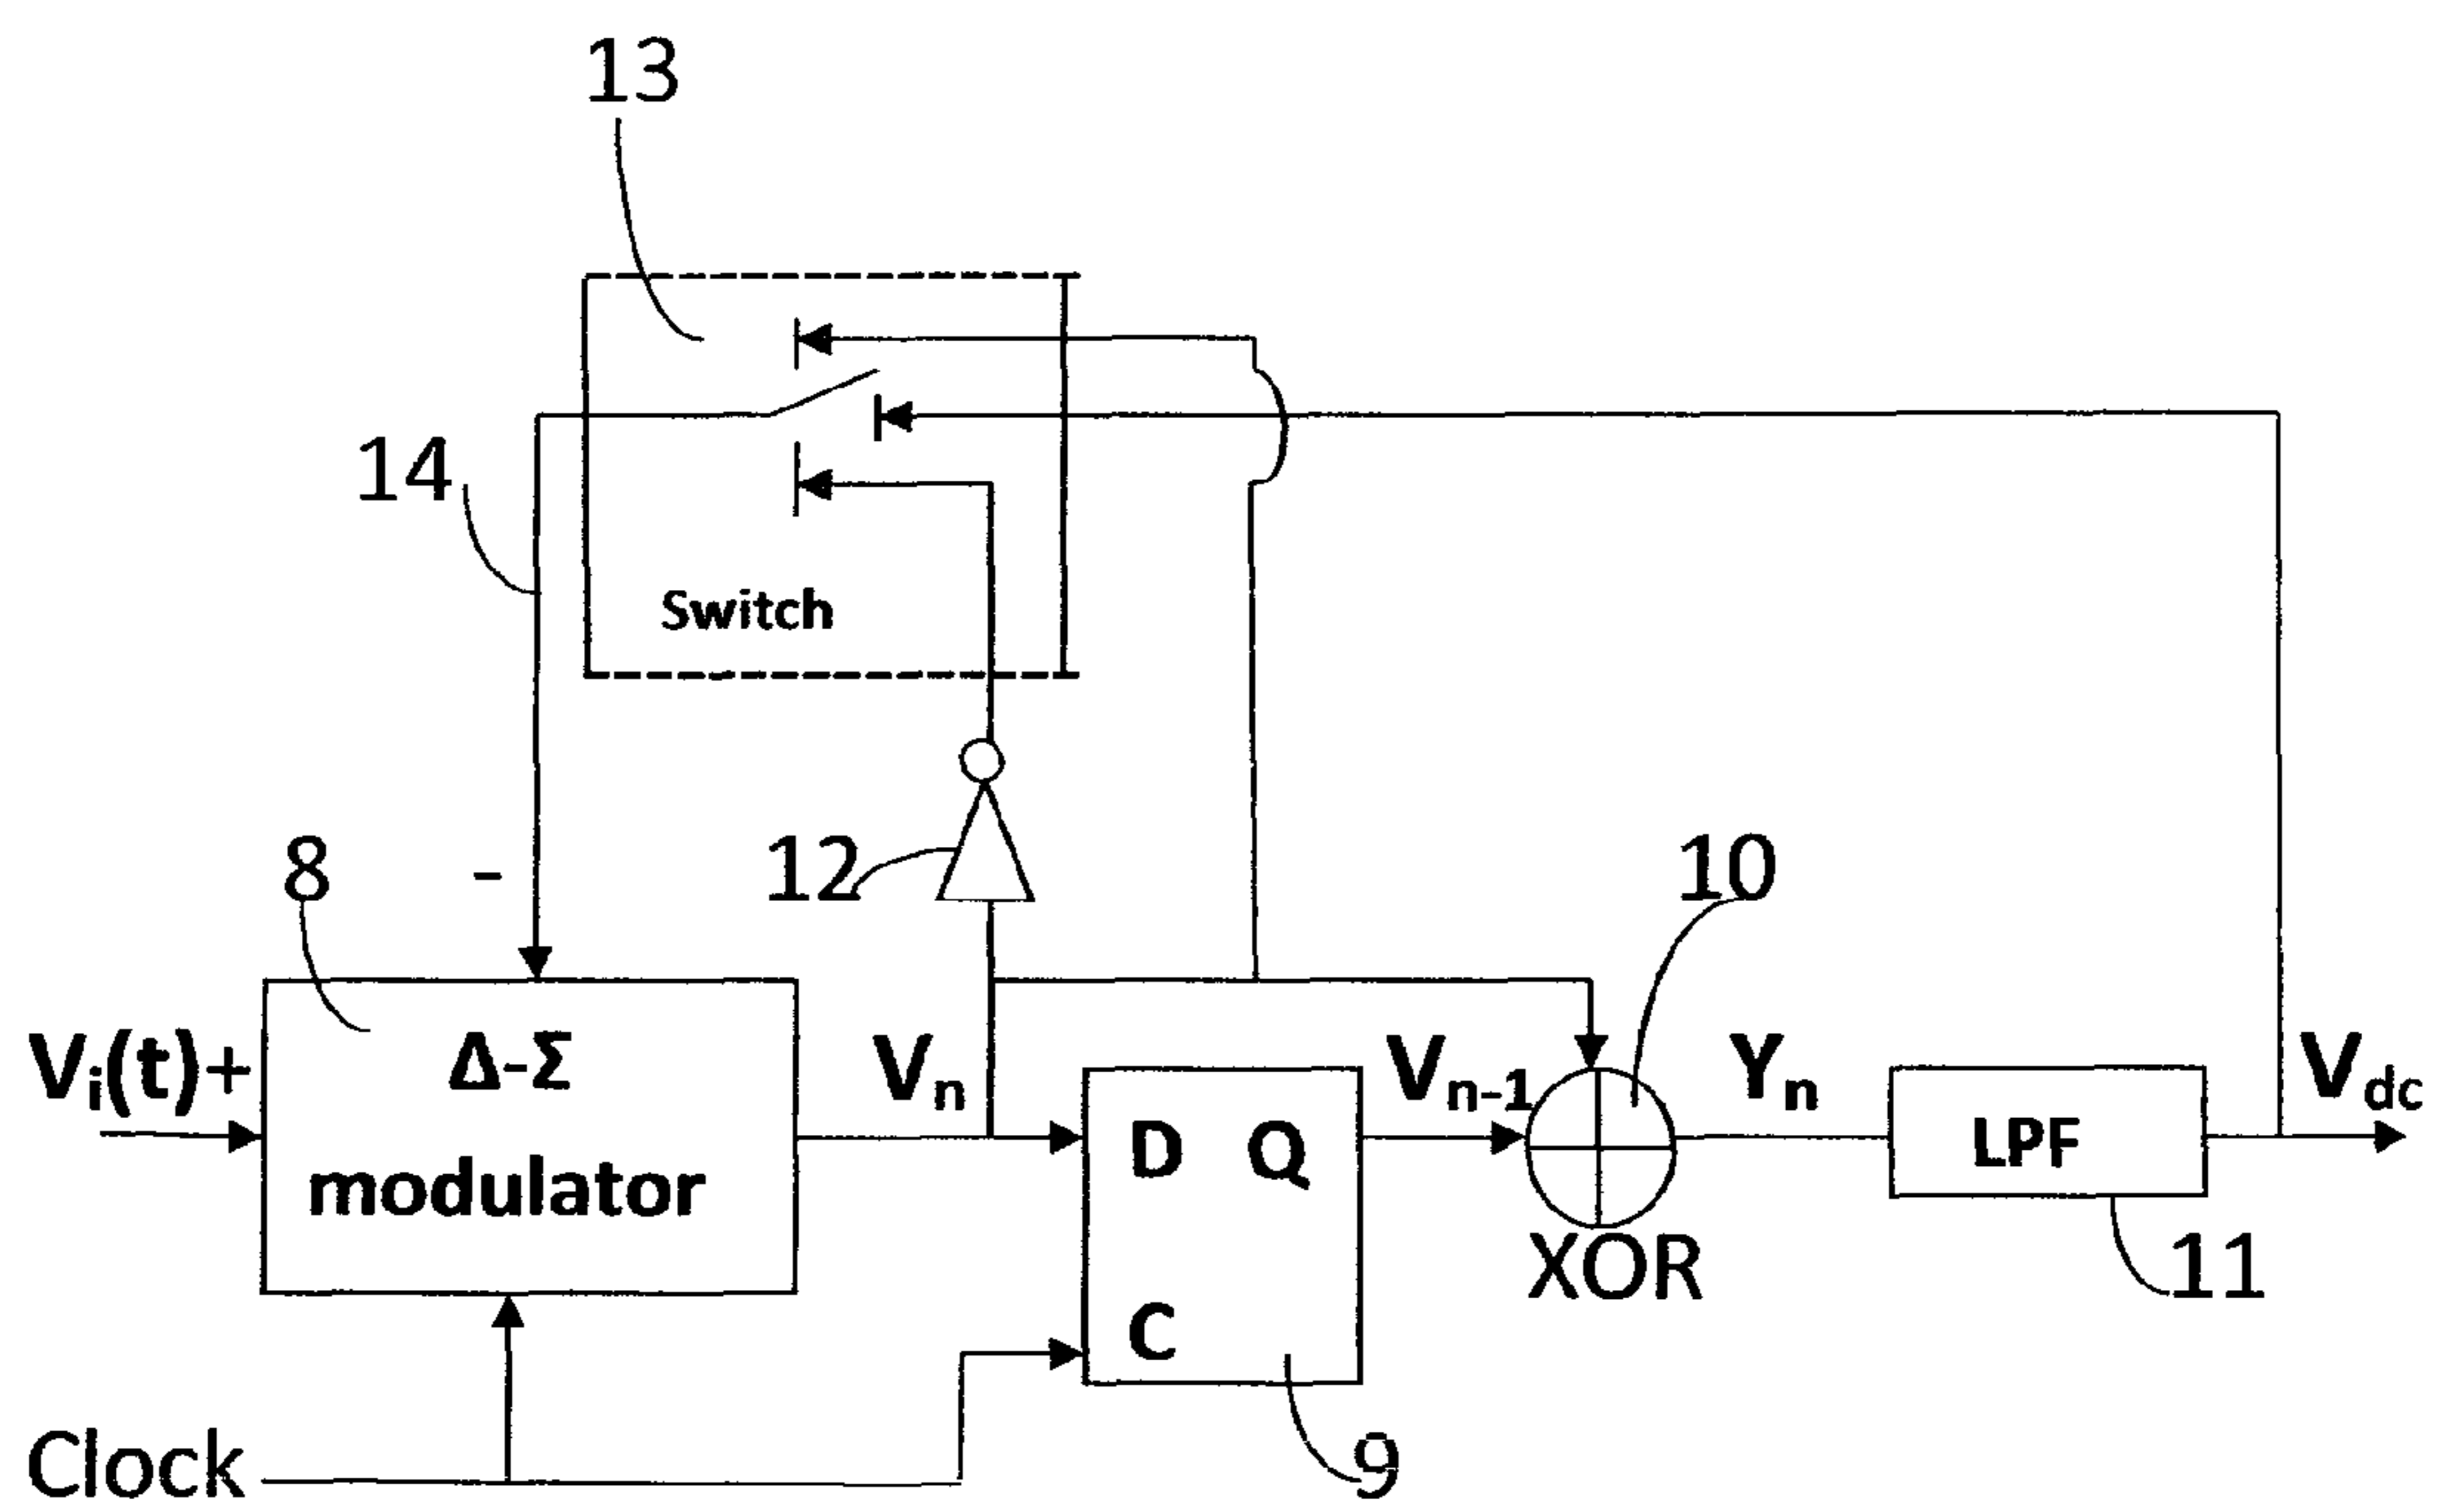 13
14
Switch
8
-
12
10
Vi(t)+
Δ-Σ
modulator
Vn
D Q
C
Vn-1
XOR
Yn
LPF
Vdc
11
9
Clock